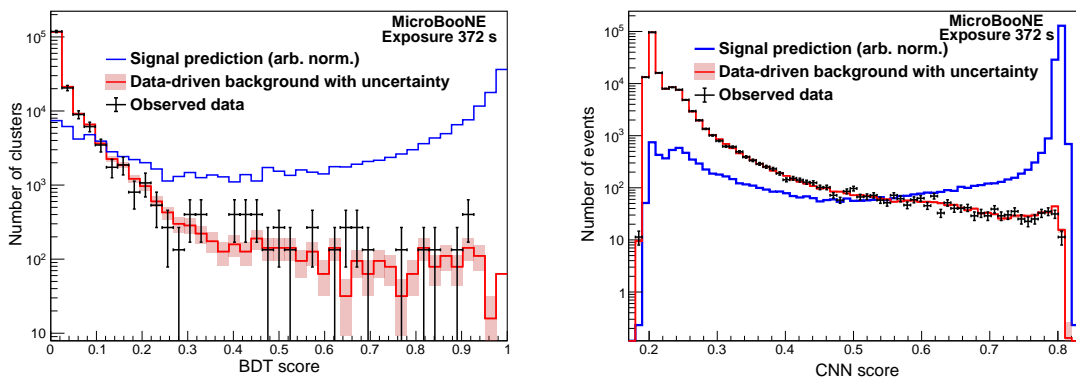 MicroBooNE
Exposure 372 s
Signal prediction (arb. norm.)
Data-driven background with uncertainty
Observed data
Number of clusters
10⁵
10⁴
10³
10²
10
0 0.1 0.2 0.3 0.4 0.5 0.6 0.7 0.8 0.9 1
BDT score
MicroBooNE
Exposure 372 s
Signal prediction (arb. norm.)
Data-driven background with uncertainty
Observed data
Number of events
10⁵
10⁴
10³
10²
10
1
0.2 0.3 0.4 0.5 0.6 0.7 0.8
CNN score